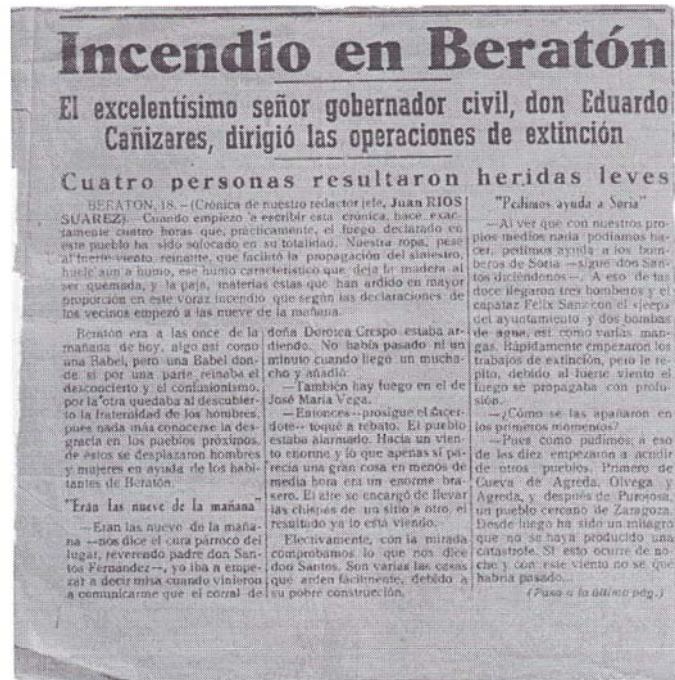 Incendio en Beratón
El excelentísimo señor gobernador civil, don Eduardo
Cañizares, dirigió las operaciones de extinción
Cuatro personas resultaron heridas leves
BERATON, 18.—(Crónica de nuestro redactor jefe, Juan RIOS
SUAREZ). Cuando empiezo a escribir esta crónica, hace exac-
tamente cuatro horas que, prácticamente, el fuego declarado en
este pueblo ha sido sofocado en su totalidad. Nuestra ropa, pese
al fuerte viento reinante, que facilitó la propagación del siniestro,
huele aún a humo, ese humo característico que deja la madera al
ser quemada, y la paja, materias éstas que han ardido en mayor
proporción en este voraz incendio que según las declaraciones de
los vecinos empezó a las nueve de la mañana.
Beratón era a las once de la
mañana de hoy, algo así como
una Babel, pero una Babel don-
de si por una parte reinaba el
desconcierto y el confusionismo,
por la otra quedaba al descubier-
to la fraternidad de los hombres,
pues nada más conocerse la des-
gracia en los pueblos próximos,
de éstos se desplazaron hombres
y mujeres en ayuda de los habi-
tantes de Beratón.
"Eran las nueve de la mañana"
—Eran las nueve de la maña-
na —nos dice el cura párroco del
lugar, reverendo padre don San-
tos Fernández—, yo iba a empe-
zar a decir misa cuando vinieron
a comunicarme que el corral de
doña Dorotea Crespo estaba ar-
diendo. No había pasado ni un
minuto cuando llegó un mucha-
cho y añadió:
—También hay fuego en el de
José María Vega.
—Entonces—prosigue el sacer-
dote—toqué a rebato. El pueblo
estaba alarmado. Hacía un vien-
to enorme y lo que apenas si pa-
recía una gran cosa en menos de
media hora era un enorme bra-
sero. El aire se encargó de llevar
las chispas de un sitio a otro, el
resultado ya lo está viendo.
Efectivamente, con la mirada
comprobamos lo que nos dice
don Santos. Son varias las casas
que arden fácilmente, debido a
su pobre construcción.
"Pedimos ayuda a Soria"
—Al ver que con nuestros pro-
pios medios nada podíamos ha-
cer, pedimos ayuda a los bom-
beros de Soria —sigue don San-
tos diciéndonos—. A eso de las
doce llegaron tres bomberos y el
capataz Félix Sanz con el «jeep»
del ayuntamiento y dos bombas
de agua, así como varias man-
gas. Rápidamente empezaron los
trabajos de extinción, pero le re-
pito, debido al fuerte viento el
fuego se propagaba con profu-
sión.
—¿Cómo se las apañaron en
los primeros momentos?
—Pues como pudimos; a eso
de las diez empezaron a acudir
de otros pueblos. Primero de
Cueva de Agreda, Olvega y
Agreda, y después de Purujosa,
un pueblo cercano de Zaragoza.
Desde luego ha sido un milagro
que no se haya producido una
catástrofe. Si esto ocurre de no-
che y con este viento no sé qué
habría pasado...
(Pasa a la última pág.)